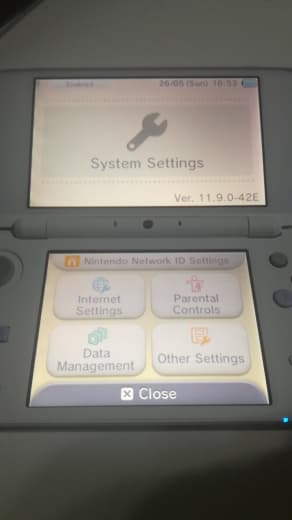 26/05 (Sun) 16:53
System Settings
Ver. 11.9.0-42E
Nintendo Network ID Settings
Internet
Settings
Parental
Controls
Data
Management
Other Settings
X Close